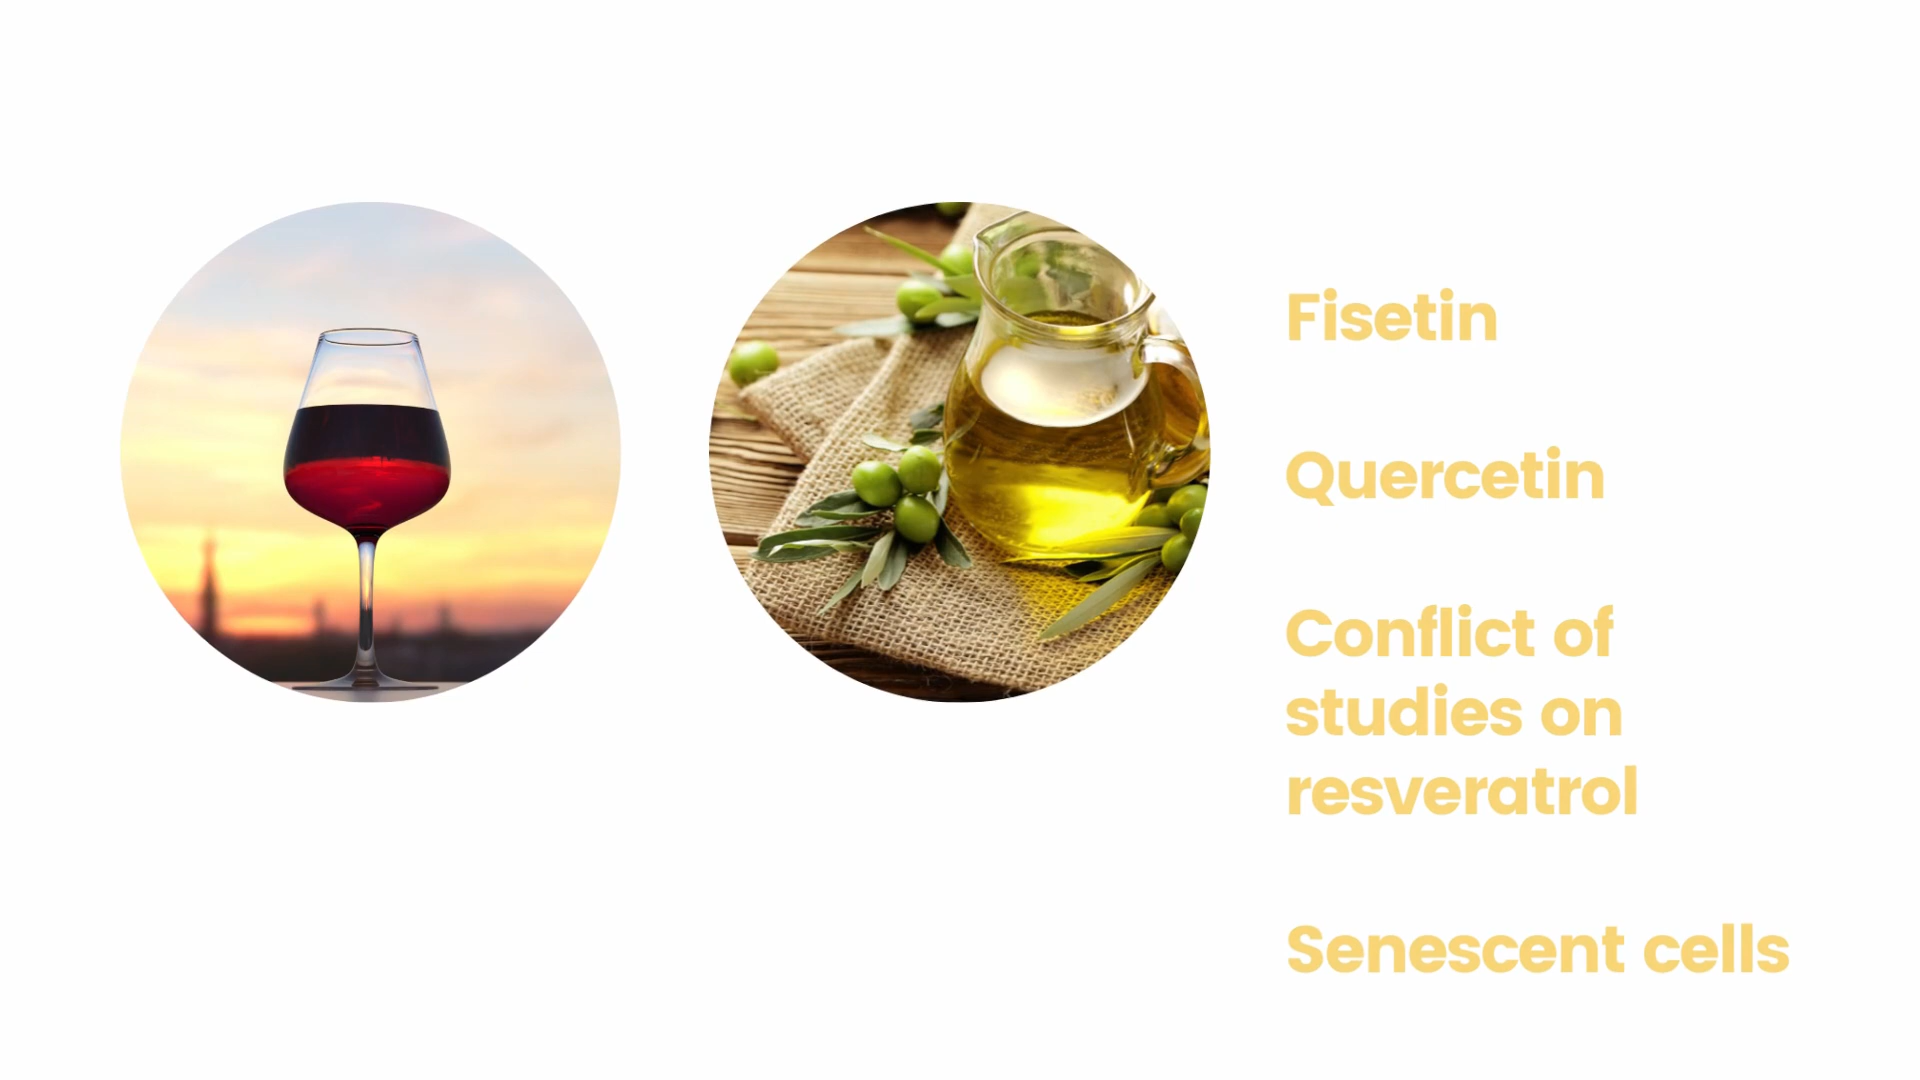 Fisetin
Quercetin
Conflict of
studies on
resveratrol
Senescent cells